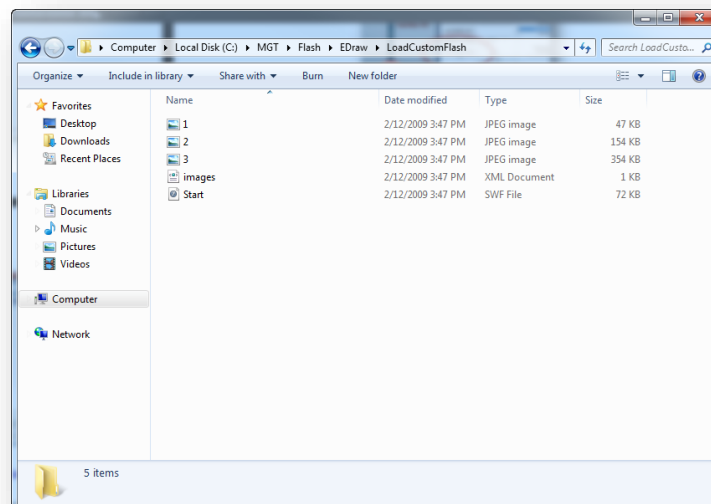 Computer Local Disk (C:) MGT Flash EDraw LoadCustomFlash Search LoadCusto...
Organize Include in library Share with Burn New folder
Favorites
Desktop
Downloads
Recent Places
Libraries
Documents
Music
Pictures
Videos
Computer
Network
Name Date modified Type Size
1 2/12/2009 3:47 PM JPEG image 47 KB
2 2/12/2009 3:47 PM JPEG image 154 KB
3 2/12/2009 3:47 PM JPEG image 354 KB
images 2/12/2009 3:47 PM XML Document 1 KB
Start 2/12/2009 3:47 PM SWF File 72 KB
5 items